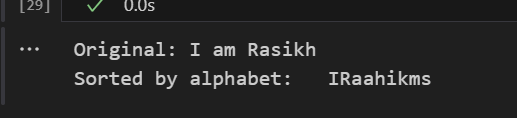 [29] ✓ 0.0s
... Original: I am Rasikh
Sorted by alphabet:   IRaahikms